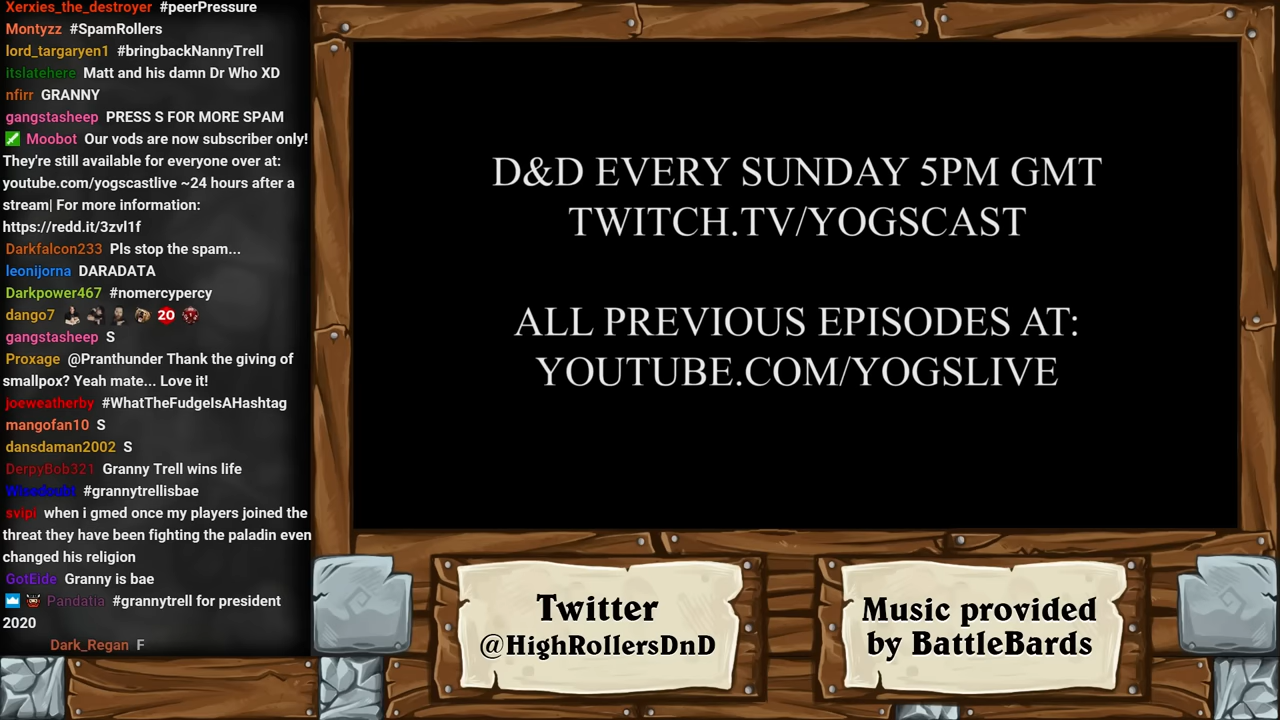 Xerxies_the_destroyer #peerPressure
Montyzz #SpamRollers
lord_targaryen1 #bringbackNannyTrell
itslatehere Matt and his damn Dr Who XD
nfirr GRANNY
gangstasheep PRESS S FOR MORE SPAM
Moobot Our vods are now subscriber only!
They're still available for everyone over at:
youtube.com/yogscastlive ~24 hours after a
stream| For more information:
https://redd.it/3zvl1f
Darkfalcon233 Pls stop the spam...
leonijorna DARADATA
Darkpower467 #nomercypercy
dango7 20
gangstasheep S
Proxage @Pranthunder Thank the giving of
smallpox? Yeah mate... Love it!
joeweatherby #WhatTheFudgeIsAHashtag
mangofan10 S
dansdaman2002 S
DerpyBob321 Granny Trell wins life
Wisedoubt #grannytrellisbae
svipi when i gmed once my players joined the
threat they have been fighting the paladin even
changed his religion
GotEide Granny is bae
Pandatia #grannytrell for president
2020
Dark_Regan F
D&D EVERY SUNDAY 5PM GMT
TWITCH.TV/YOGSCAST
ALL PREVIOUS EPISODES AT:
YOUTUBE.COM/YOGSLIVE
Twitter
@HighRollersDnD
Music provided
by BattleBards